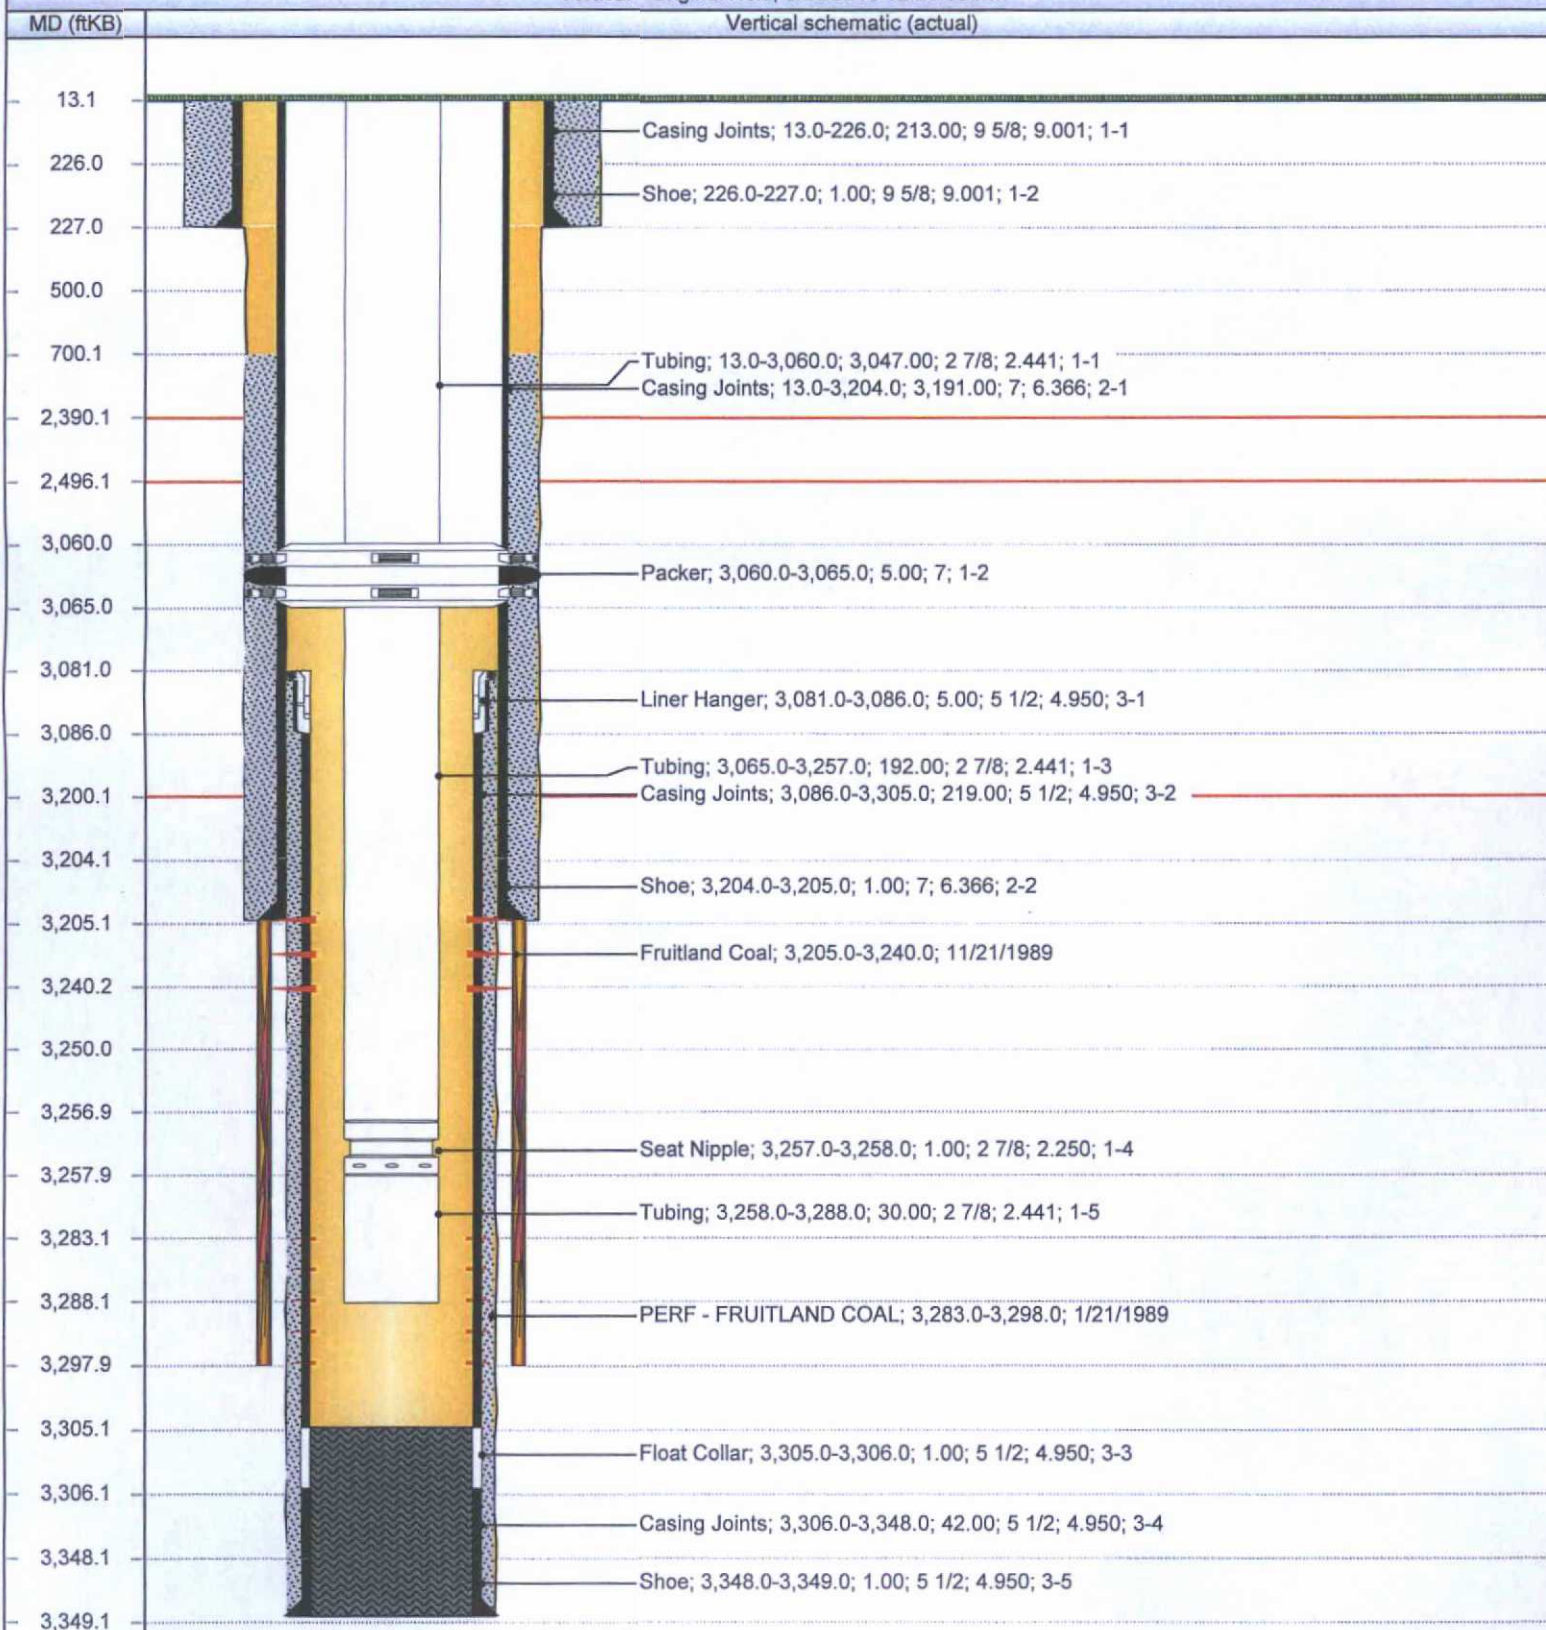 MD (ftKB)
Vertical schematic (actual)
13.1
Casing Joints; 13.0-226.0; 213.00; 9 5/8; 9.001; 1-1
226.0
Shoe; 226.0-227.0; 1.00; 9 5/8; 9.001; 1-2
227.0
500.0
700.1
Tubing; 13.0-3,060.0; 3,047.00; 2 7/8; 2.441; 1-1
Casing Joints; 13.0-3,204.0; 3,191.00; 7; 6.366; 2-1
2,390.1
2,496.1
3,060.0
Packer; 3,060.0-3,065.0; 5.00; 7; 1-2
3,065.0
3,081.0
Liner Hanger; 3,081.0-3,086.0; 5.00; 5 1/2; 4.950; 3-1
3,086.0
Tubing; 3,065.0-3,257.0; 192.00; 2 7/8; 2.441; 1-3
3,200.1
Casing Joints; 3,086.0-3,305.0; 219.00; 5 1/2; 4.950; 3-2
3,204.1
Shoe; 3,204.0-3,205.0; 1.00; 7; 6.366; 2-2
3,205.1
Fruitland Coal; 3,205.0-3,240.0; 11/21/1989
3,240.2
3,250.0
3,256.9
Seat Nipple; 3,257.0-3,258.0; 1.00; 2 7/8; 2.250; 1-4
3,257.9
Tubing; 3,258.0-3,288.0; 30.00; 2 7/8; 2.441; 1-5
3,283.1
3,288.1
PERF - FRUITLAND COAL; 3,283.0-3,298.0; 1/21/1989
3,297.9
3,305.1
Float Collar; 3,305.0-3,306.0; 1.00; 5 1/2; 4.950; 3-3
3,306.1
Casing Joints; 3,306.0-3,348.0; 42.00; 5 1/2; 4.950; 3-4
3,348.1
Shoe; 3,348.0-3,349.0; 1.00; 5 1/2; 4.950; 3-5
3,349.1